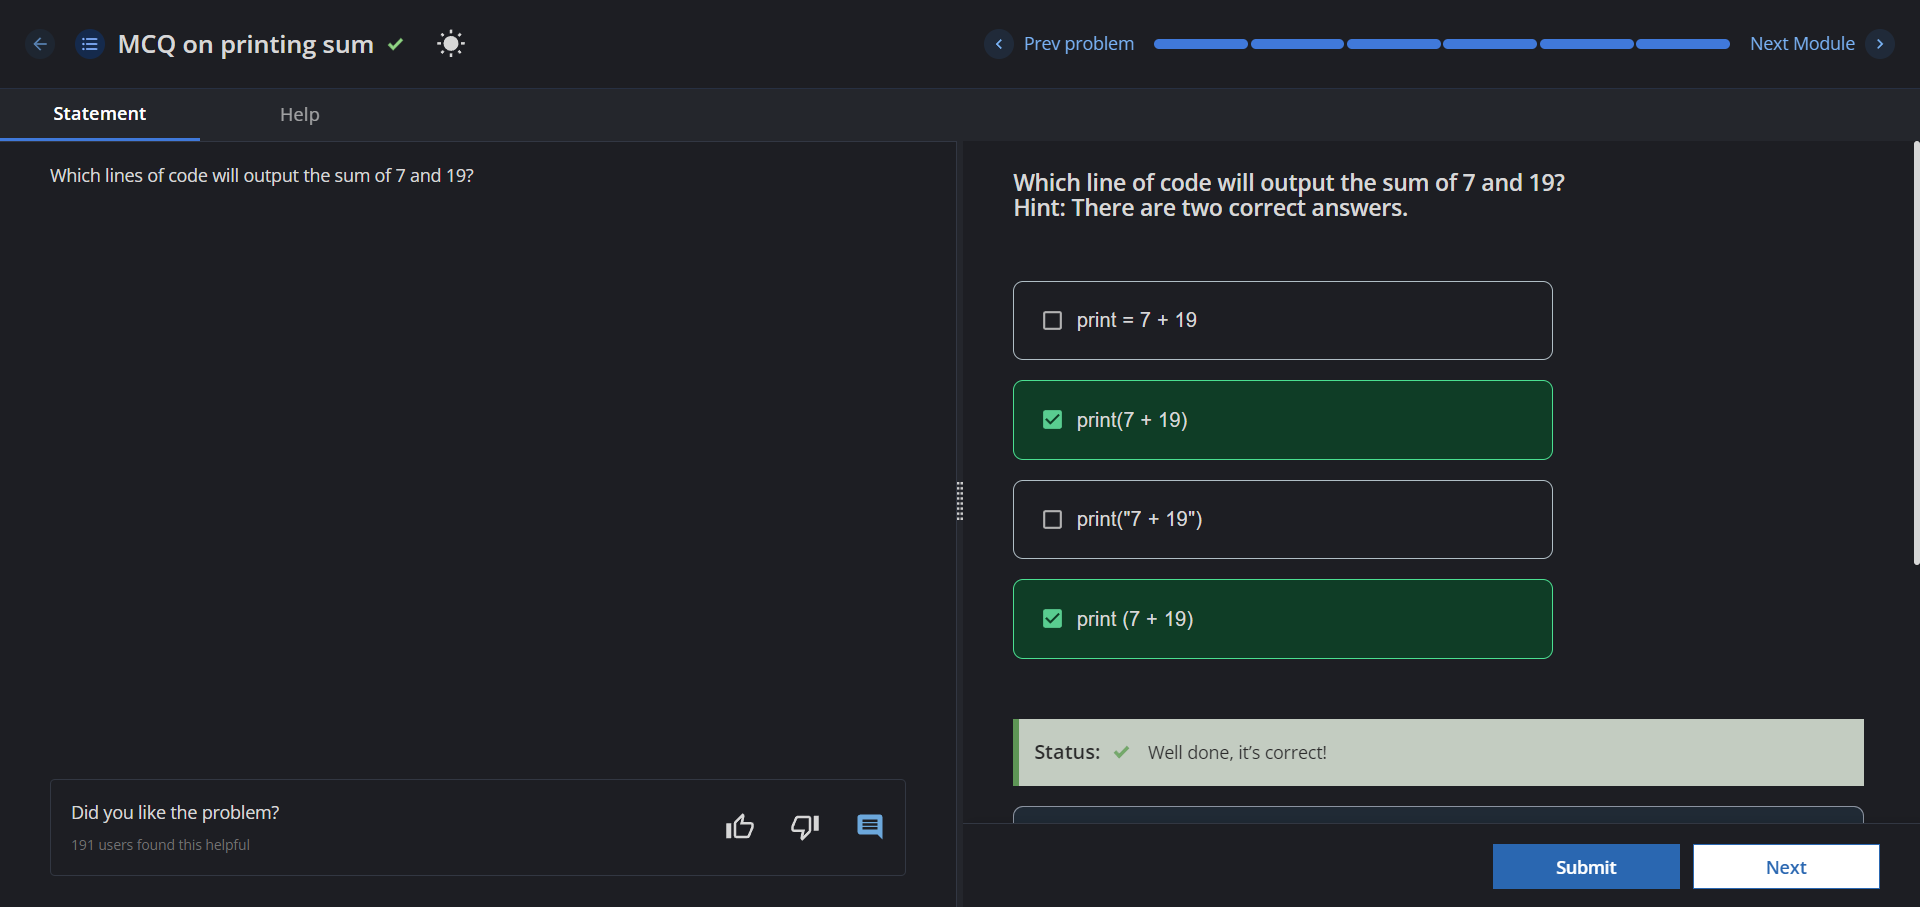 MCQ on printing sum
Prev problem
Next Module
Statement
Help
Which lines of code will output the sum of 7 and 19?
Which line of code will output the sum of 7 and 19?
Hint: There are two correct answers.
print = 7 + 19
print(7 + 19)
print("7 + 19")
print (7 + 19)
Status: Well done, it’s correct!
Did you like the problem?
191 users found this helpful
Submit
Next